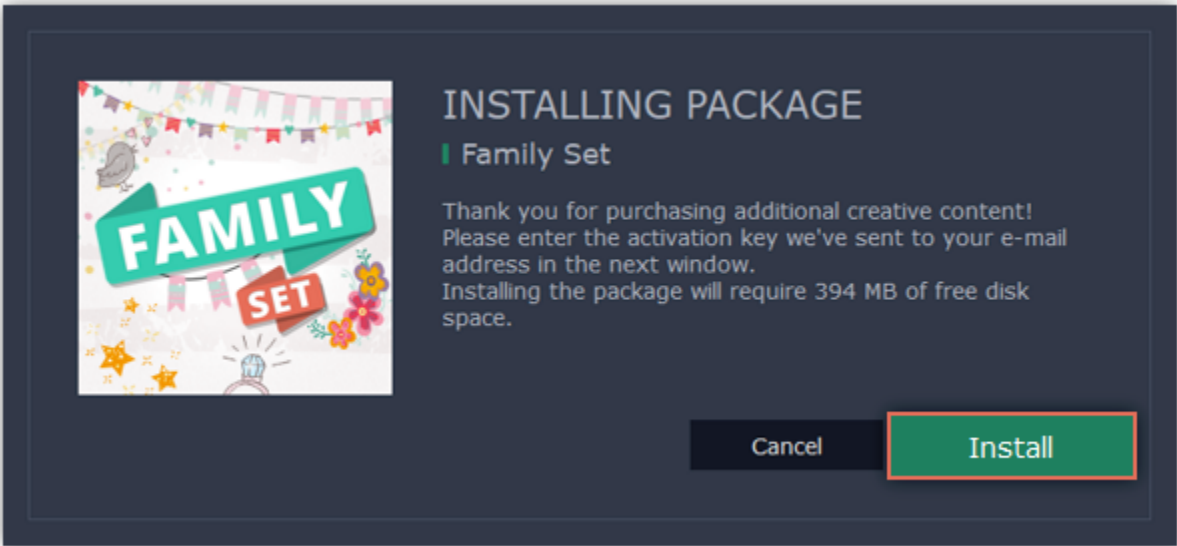 FAMILY
SET
INSTALLING PACKAGE
Family Set
Thank you for purchasing additional creative content!
Please enter the activation key we've sent to your e-mail
address in the next window.
Installing the package will require 394 MB of free disk
space.
Cancel
Install